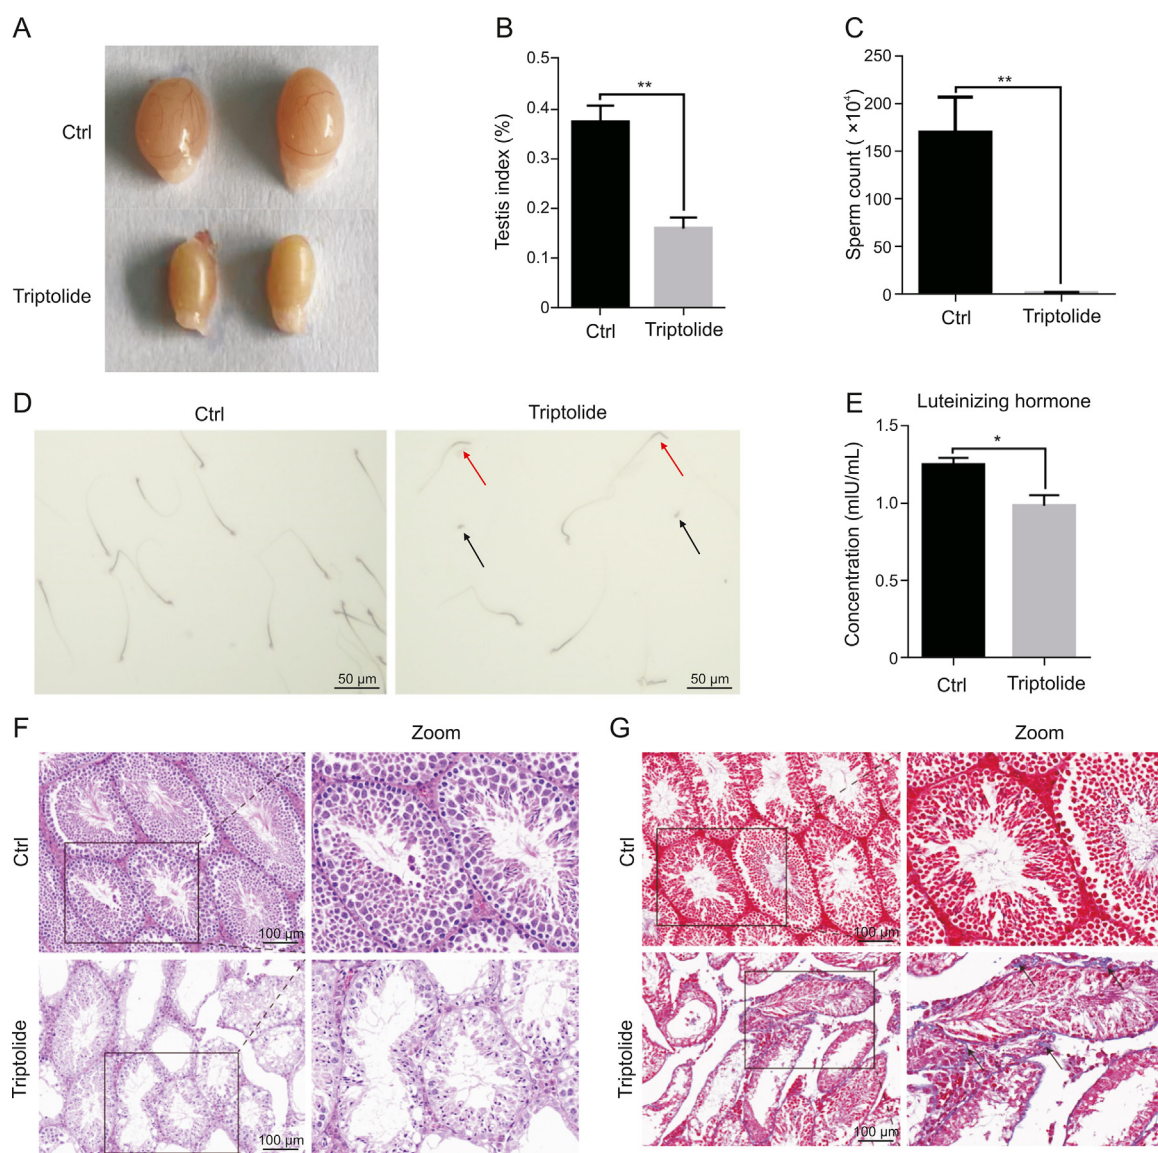 A
Ctrl
Triptolide
B
Testis index (%)
0.5
0.4
0.3
0.2
0.1
0
**
Ctrl
Triptolide
C
Sperm count ( ×10⁴)
250
200
150
100
50
0
**
Ctrl
Triptolide
D
Ctrl
Triptolide
50 μm
50 μm
E
Luteinizing hormone
Concentration (mIU/mL)
1.5
1.0
0.5
0
*
Ctrl
Triptolide
F
Zoom
Ctrl
100 μm
Triptolide
100 μm
G
Zoom
Ctrl
100 μm
Triptolide
100 μm